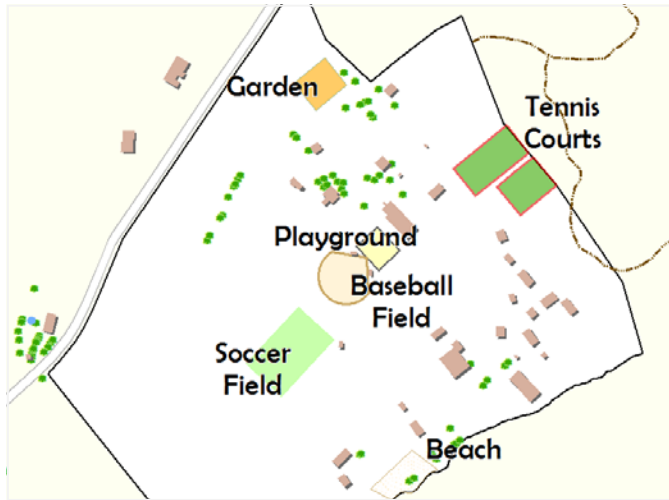 Garden
Tennis
Courts
Playground
Baseball
Field
Soccer
Field
Beach